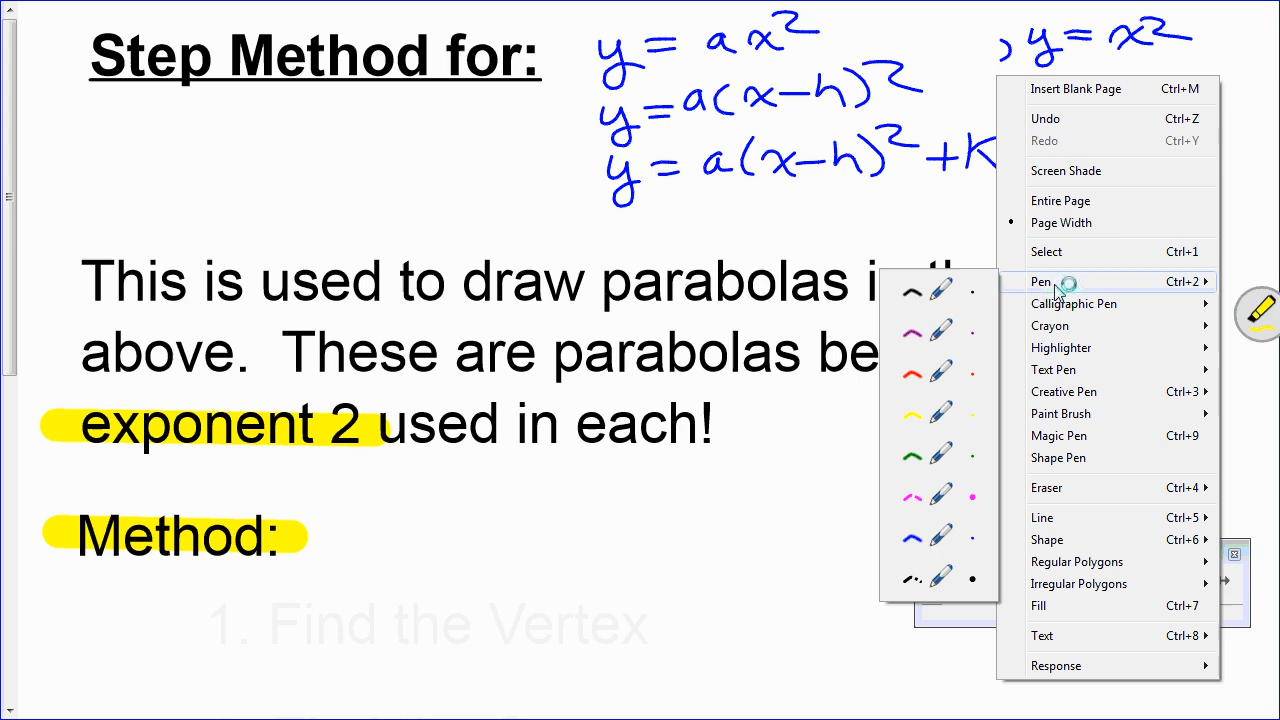 Step Method for:
y = ax²
, y = x²
y = a(x-h)²
y = a(x-h)² + K
This is used to draw parabolas
above. These are parabolas
exponent 2 used in each!
Method:
1. Find the Vertex
Insert Blank Page Ctrl+M
Undo Ctrl+Z
Redo Ctrl+Y
Screen Shade
Entire Page
Page Width
Select Ctrl+1
Pen Ctrl+2
Calligraphic Pen
Crayon
Highlighter
Text Pen
Creative Pen Ctrl+3
Paint Brush
Magic Pen Ctrl+9
Shape Pen
Eraser Ctrl+4
Line Ctrl+5
Shape Ctrl+6
Regular Polygons
Irregular Polygons
Fill Ctrl+7
Text Ctrl+8
Response